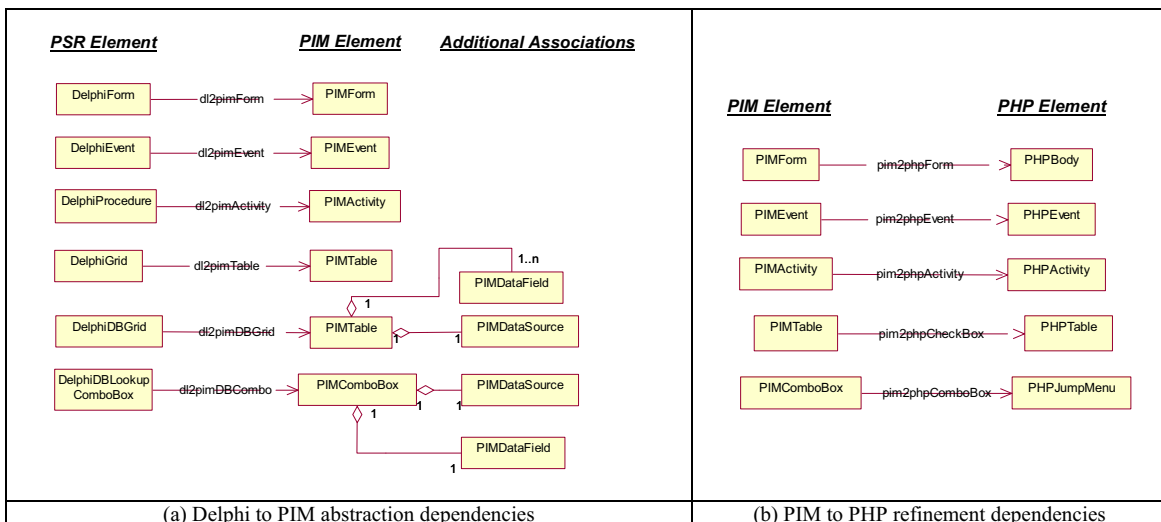 PSR Element PIM Element Additional Associations
DelphiForm dl2pimForm PIMForm
DelphiEvent dl2pimEvent PIMEvent
DelphiProcedure dl2pimActivity PIMActivity
DelphiGrid dl2pimTable PIMTable
1..n
1 PIMDataField
DelphiDBGrid dl2pimDBGrid PIMTable PIMDataSource
1 1
DelphiDBLookup
ComboBox dl2pimDBCombo PIMComboBox PIMDataSource
1 1 1
PIMDataField
1
(a) Delphi to PIM abstraction dependencies
PIM Element PHP Element
PIMForm pim2phpForm PHPBody
PIMEvent pim2phpEvent PHPEvent
PIMActivity pim2phpActivity PHPActivity
PIMTable pim2phpCheckBox PHPTable
PIMComboBox pim2phpComboBox PHPJumpMenu
(b) PIM to PHP refinement dependencies